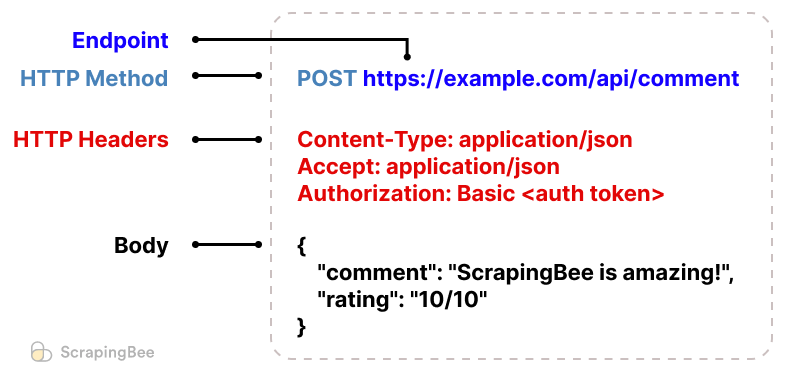 Endpoint
HTTP Method
POST https://example.com/api/comment
HTTP Headers
Content-Type: application/json
Accept: application/json
Authorization: Basic <auth token>
Body
{
"comment": "ScrapingBee is amazing!",
"rating": "10/10"
}
ScrapingBee